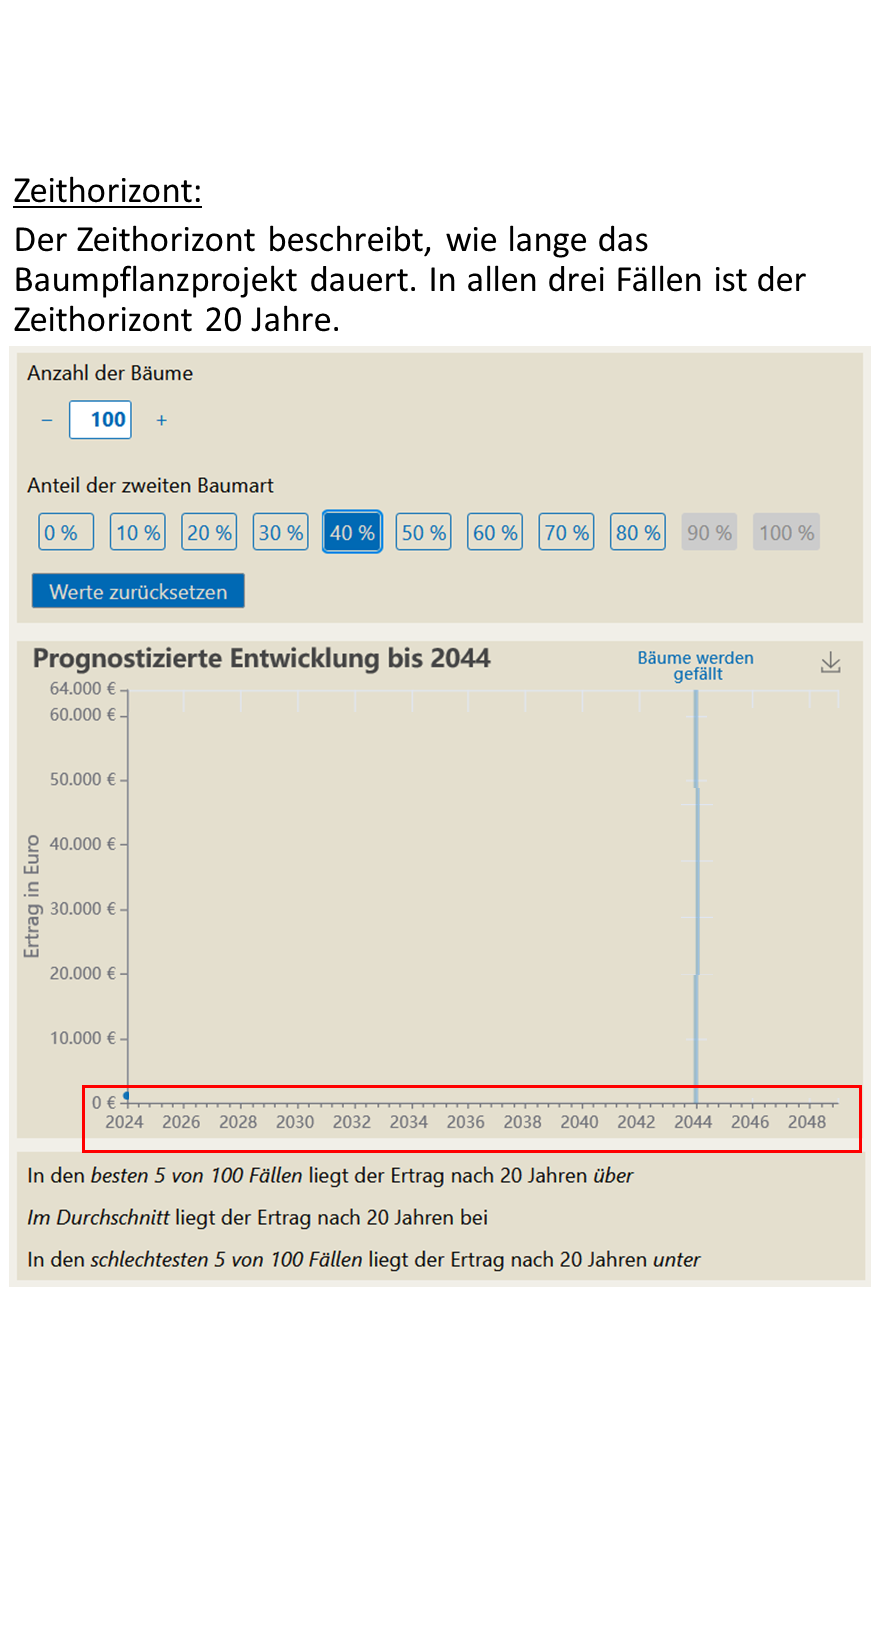 Zeithorizont:
Der Zeithorizont beschreibt, wie lange das
Baumpflanzprojekt dauert. In allen drei Fällen ist der
Zeithorizont 20 Jahre.
Anzahl der Bäume
− 100 +
Anteil der zweiten Baumart
0 % 10 % 20 % 30 % 40 % 50 % 60 % 70 % 80 % 90 % 100 %
Werte zurücksetzen
Prognostizierte Entwicklung bis 2044
Bäume werden
gefällt
64.000 €
60.000 €
50.000 €
40.000 €
30.000 €
20.000 €
10.000 €
0 €
Ertrag in Euro
2024 2026 2028 2030 2032 2034 2036 2038 2040 2042 2044 2046 2048
In den besten 5 von 100 Fällen liegt der Ertrag nach 20 Jahren über
Im Durchschnitt liegt der Ertrag nach 20 Jahren bei
In den schlechtesten 5 von 100 Fällen liegt der Ertrag nach 20 Jahren unter